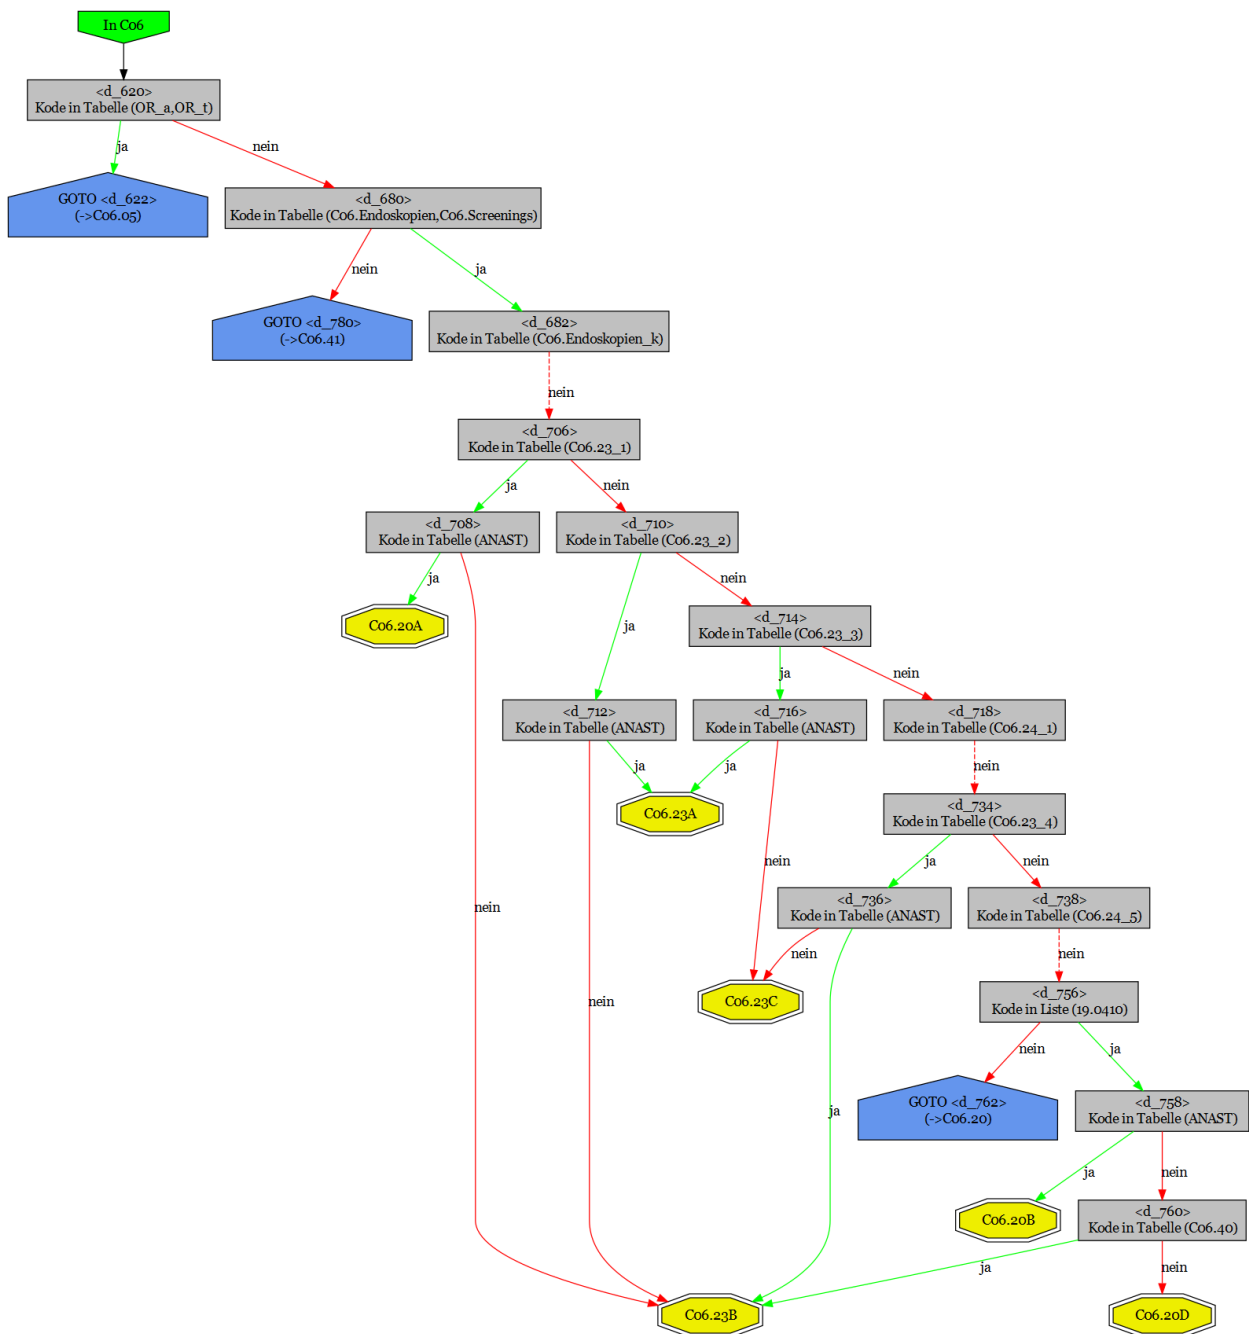 In C06
<d_620>
Kode in Tabelle (OR_a,OR_t)
ja
nein
GOTO <d_622>
(->C06.05)
<d_680>
Kode in Tabelle (C06.Endoskopien,C06.Screenings)
nein
ja
GOTO <d_780>
(->C06.41)
<d_682>
Kode in Tabelle (C06.Endoskopien_k)
nein
<d_706>
Kode in Tabelle (C06.23_1)
ja
nein
<d_708>
Kode in Tabelle (ANAST)
<d_710>
Kode in Tabelle (C06.23_2)
ja
nein
C06.20A
<d_714>
Kode in Tabelle (C06.23_3)
ja
ja
nein
<d_712>
Kode in Tabelle (ANAST)
<d_716>
Kode in Tabelle (ANAST)
<d_718>
Kode in Tabelle (C06.24_1)
ja
ja
nein
C06.23A
<d_734>
Kode in Tabelle (C06.23_4)
nein
ja
nein
<d_736>
Kode in Tabelle (ANAST)
<d_738>
Kode in Tabelle (C06.24_5)
nein
nein
nein
nein
C06.23C
<d_756>
Kode in Liste (19.0410)
nein
ja
GOTO <d_762>
(->C06.20)
ja
<d_758>
Kode in Tabelle (ANAST)
ja
nein
C06.20B
<d_760>
Kode in Tabelle (C06.40)
ja
nein
C06.23B
C06.20D